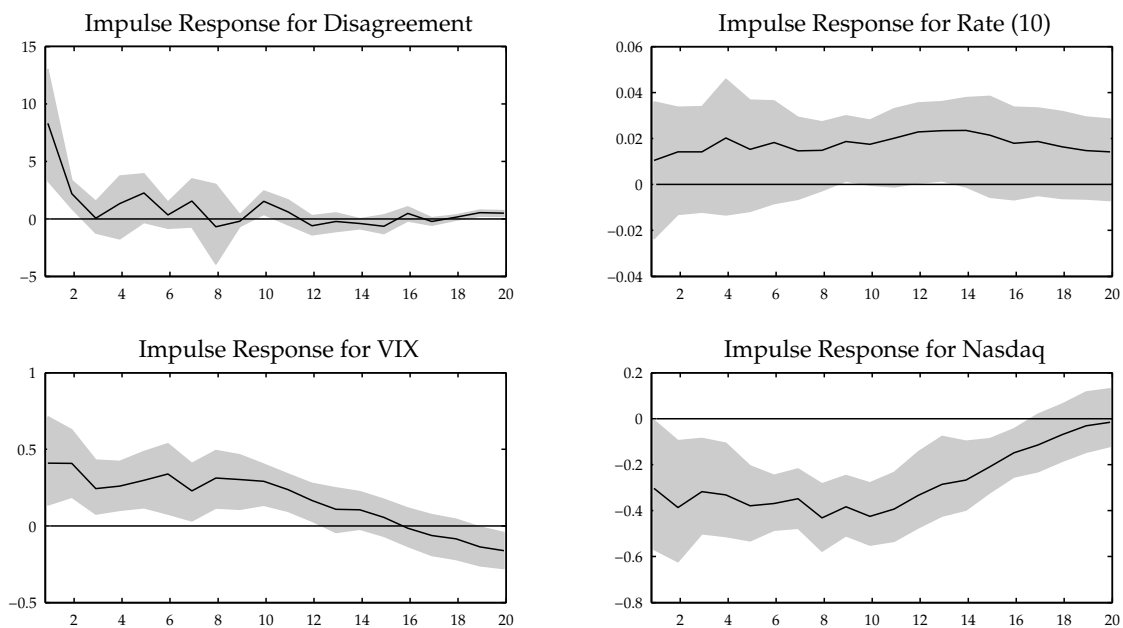 Impulse Response for Disagreement
15
10
5
0
−5
2 4 6 8 10 12 14 16 18 20
Impulse Response for Rate (10)
0.06
0.04
0.02
0
−0.02
−0.04
2 4 6 8 10 12 14 16 18 20
Impulse Response for VIX
1
0.5
0
−0.5
2 4 6 8 10 12 14 16 18 20
Impulse Response for Nasdaq
0.2
0
−0.2
−0.4
−0.6
−0.8
2 4 6 8 10 12 14 16 18 20